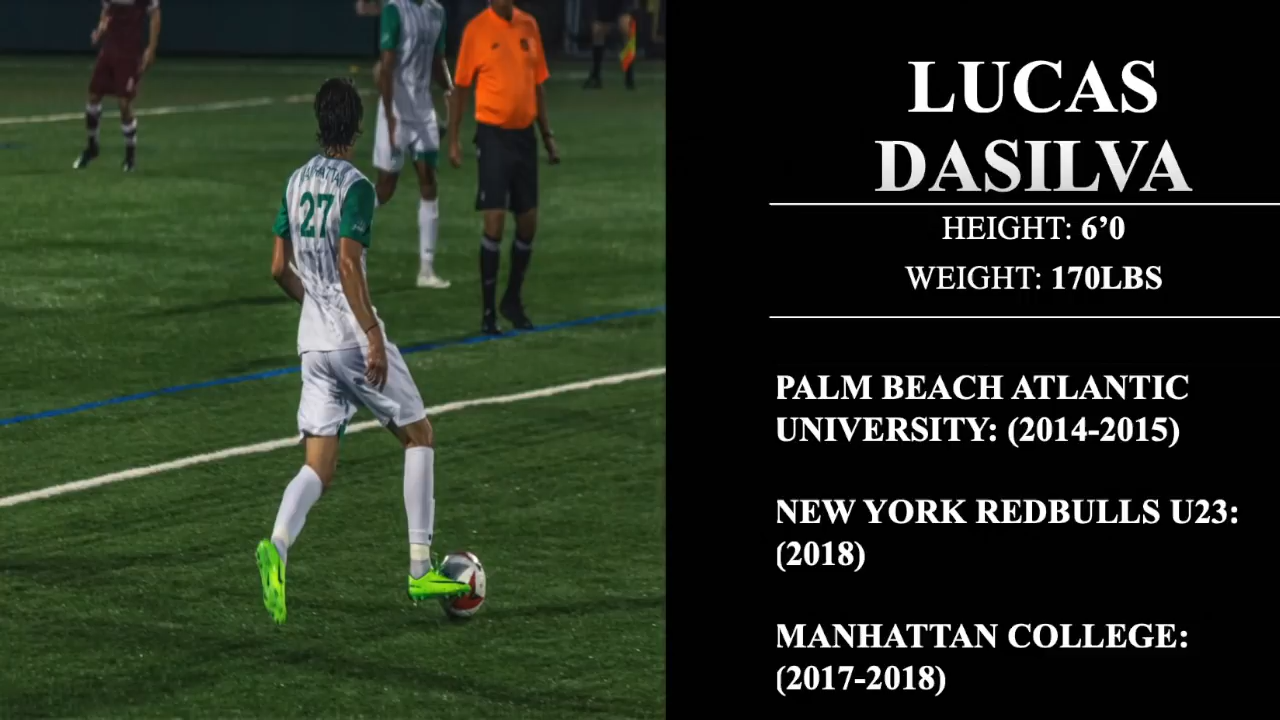 27
LUCAS
DASILVA
HEIGHT: 6’0
WEIGHT: 170LBS
PALM BEACH ATLANTIC
UNIVERSITY: (2014-2015)
NEW YORK REDBULLS U23:
(2018)
MANHATTAN COLLEGE:
(2017-2018)